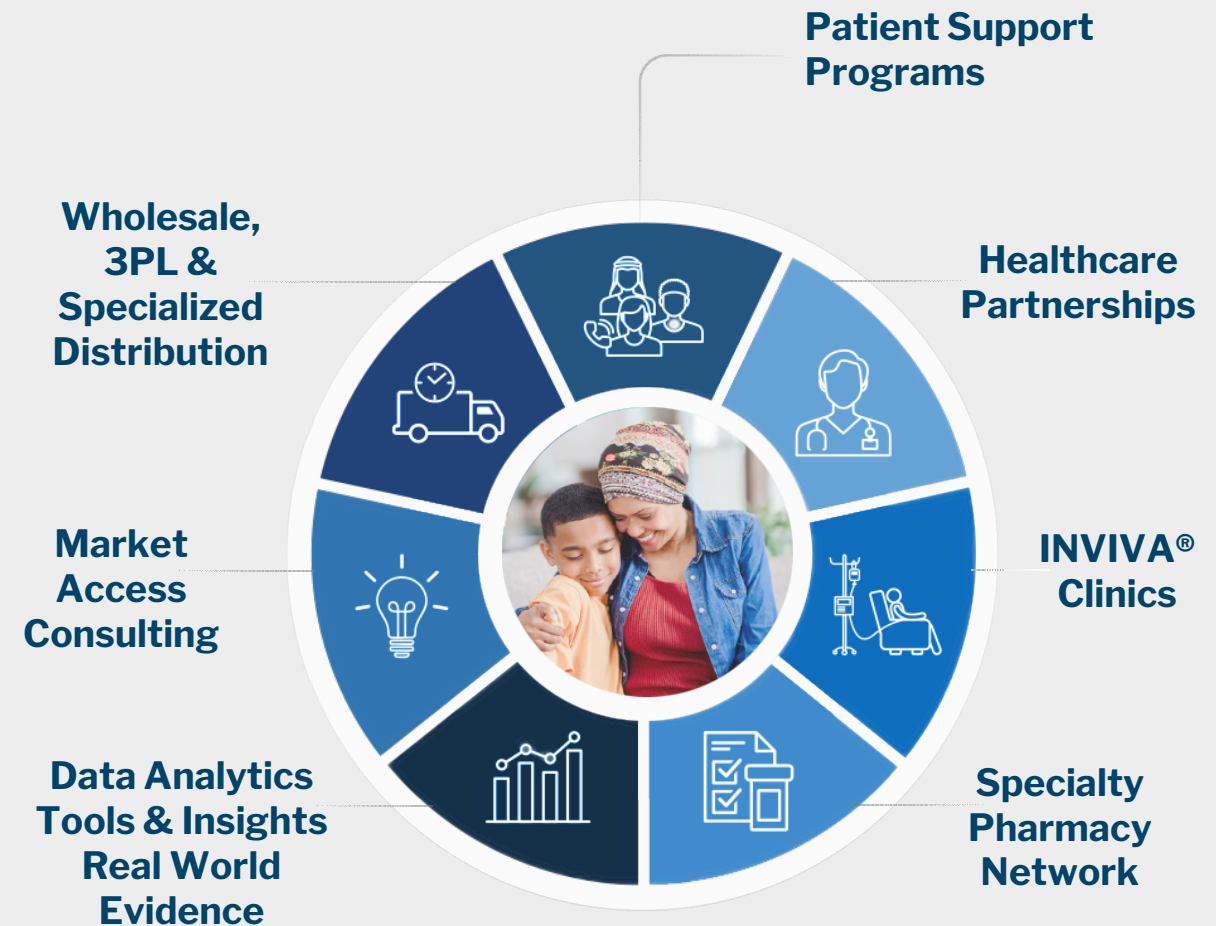 Patient Support
Programs
Wholesale,
3PL &
Specialized
Distribution
Healthcare
Partnerships
Market
Access
Consulting
INVIVA®
Clinics
Data Analytics
Tools & Insights
Real World
Evidence
Specialty
Pharmacy
Network